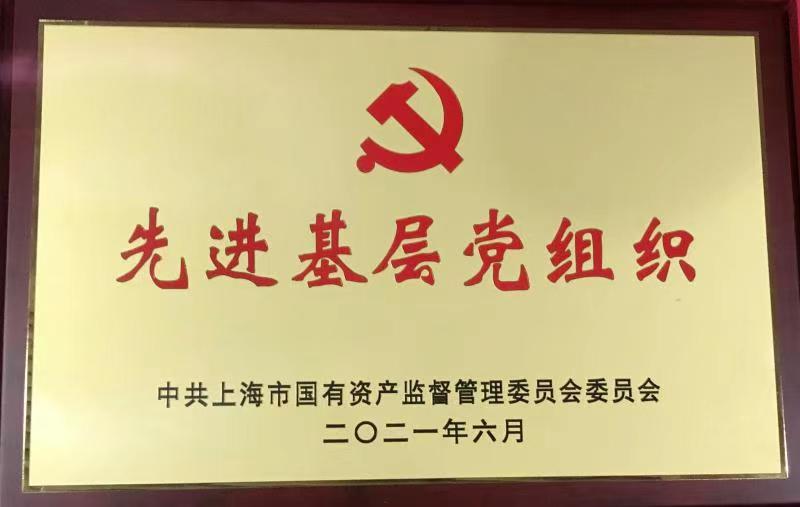 先进基层党组织
中共上海市国有资产监督管理委员会委员会
二〇二一年六月